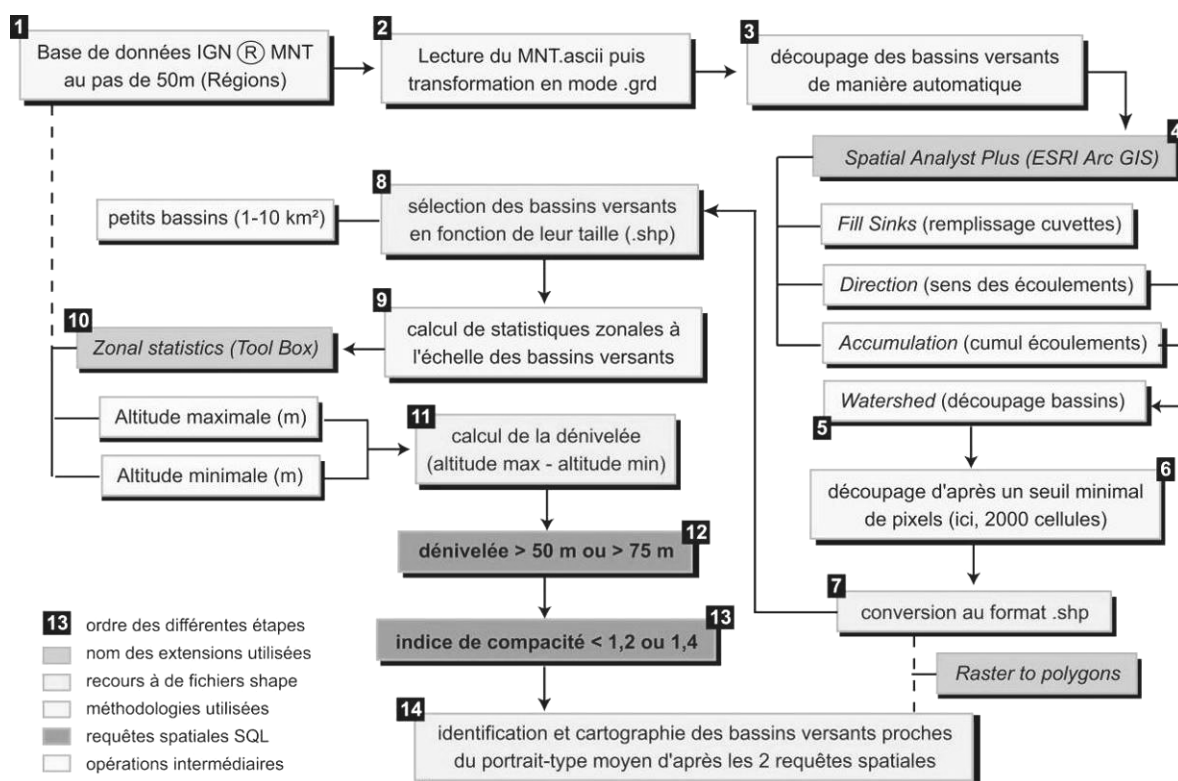 1
Base de données IGN Ⓡ MNT
au pas de 50m (Régions)
2
Lecture du MNT.ascii puis
transformation en mode .grd
3
découpage des bassins versants
de manière automatique
4
Spatial Analyst Plus (ESRI Arc GIS)
Fill Sinks (remplissage cuvettes)
Direction (sens des écoulements)
Accumulation (cumul écoulements)
Watershed (découpage bassins)
5
6
découpage d'après un seuil minimal
de pixels (ici, 2000 cellules)
7
conversion au format .shp
Raster to polygons
8
sélection des bassins versants
en fonction de leur taille (.shp)
petits bassins (1-10 km²)
9
calcul de statistiques zonales à
l'échelle des bassins versants
10
Zonal statistics (Tool Box)
Altitude maximale (m)
Altitude minimale (m)
11
calcul de la dénivelée
(altitude max - altitude min)
12
dénivelée > 50 m ou > 75 m
13
indice de compacité < 1,2 ou 1,4
14
identification et cartographie des bassins versants proches
du portrait-type moyen d'après les 2 requêtes spatiales
13 ordre des différentes étapes
nom des extensions utilisées
recours à de fichiers shape
méthodologies utilisées
requêtes spatiales SQL
opérations intermédiaires